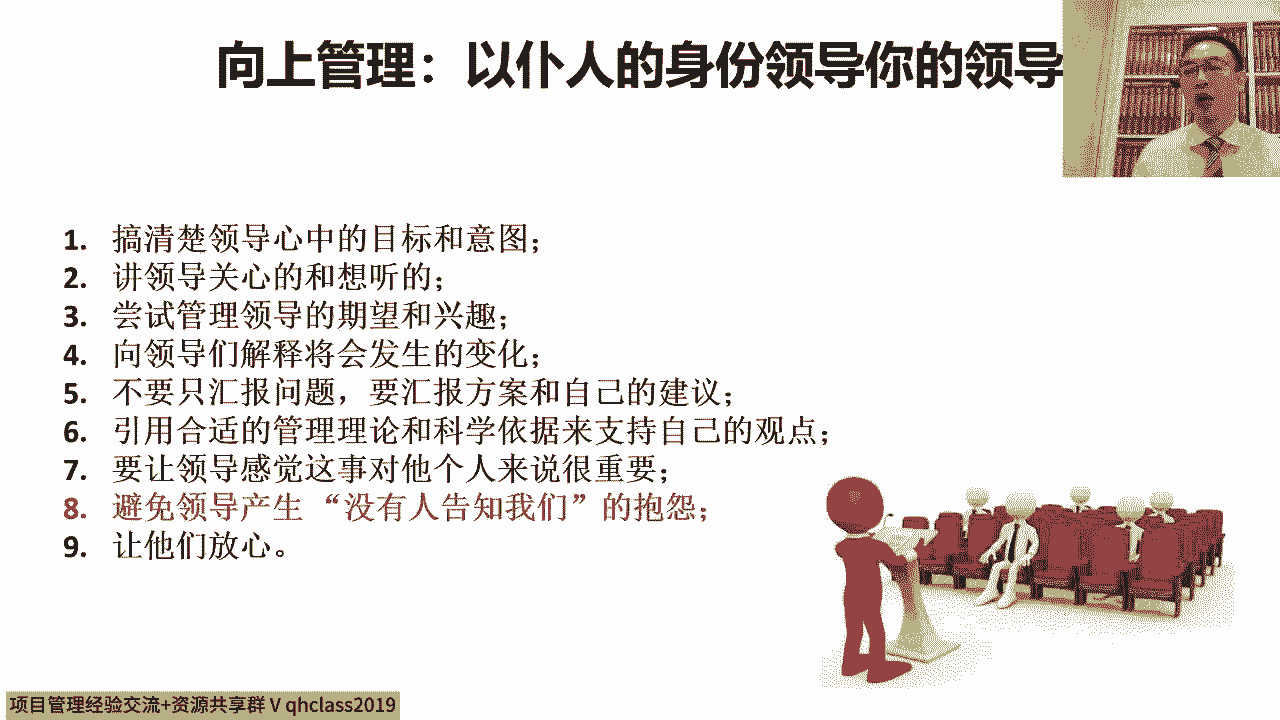 向上管理：以仆人的身份领导你的领导
1. 搞清楚领导心中的目标和意图；
2. 讲领导关心的和想听的；
3. 尝试管理领导的期望和兴趣；
4. 向领导们解释将会发生的变化；
5. 不要只汇报问题，要汇报方案和自己的建议；
6. 引用合适的管理理论和科学依据来支持自己的观点；
7. 要让领导感觉这事对他个人来说很重要；
8. 避免领导产生 “没有人告知我们”的抱怨；
9. 让他们放心。
项目管理经验交流+资源共享群 V qhclass2019